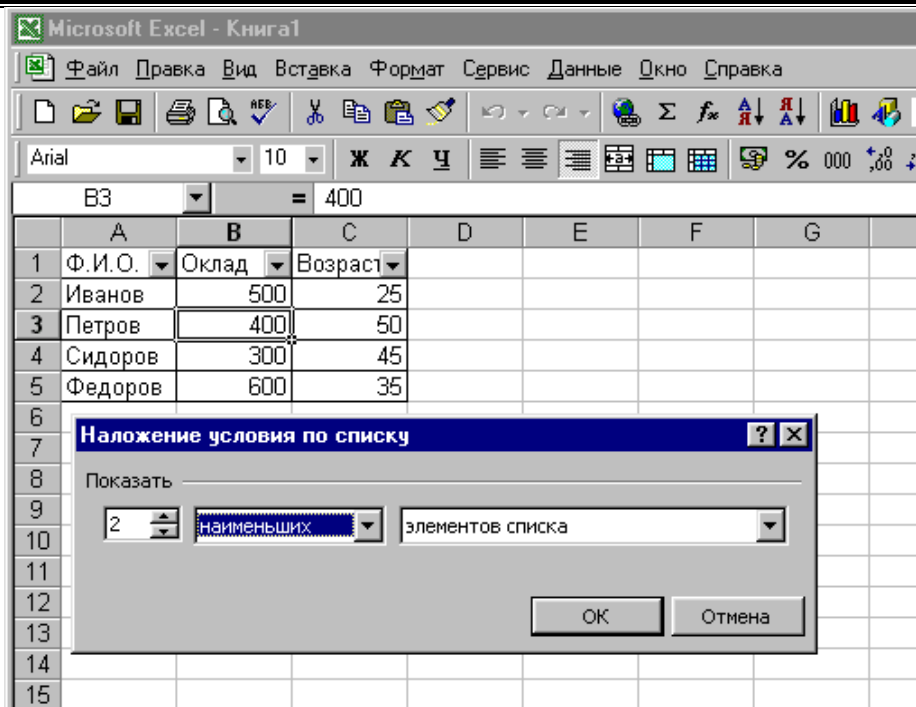 Microsoft Excel - Книга1
Файл Правка Вид Вставка Формат Сервис Данные Окно Справка
Arial 10 Ж К Ч % 000
B3 = 400
A B C D E F G
1 Ф.И.О. Оклад Возраст
2 Иванов 500 25
3 Петров 400 50
4 Сидоров 300 45
5 Федоров 600 35
6
Наложение условия по списку
7
8 Показать
9
2 наименьших элементов списка
10
11
12
ОК Отмена
13
14
15